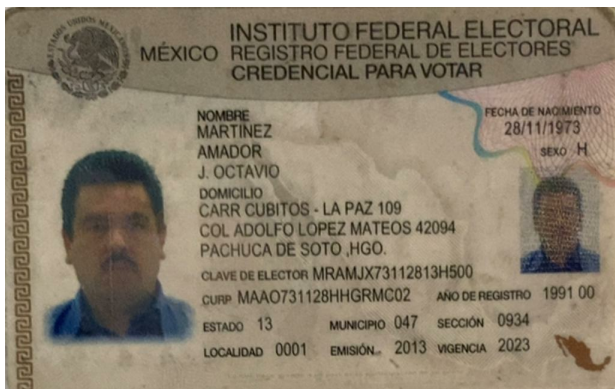 INSTITUTO FEDERAL ELECTORAL
MÉXICO REGISTRO FEDERAL DE ELECTORES
CREDENCIAL PARA VOTAR
NOMBRE
MARTINEZ
AMADOR
J. OCTAVIO
FECHA DE NACIMIENTO
28/11/1973
SEXO H
DOMICILIO
CARR CUBITOS - LA PAZ 109
COL ADOLFO LOPEZ MATEOS 42094
PACHUCA DE SOTO ,HGO.
CLAVE DE ELECTOR MRAMJX73112813H500
CURP MAAO731128HHGRMC02 AÑO DE REGISTRO 1991 00
ESTADO 13 MUNICIPIO 047 SECCIÓN 0934
LOCALIDAD 0001 EMISIÓN 2013 VIGENCIA 2023